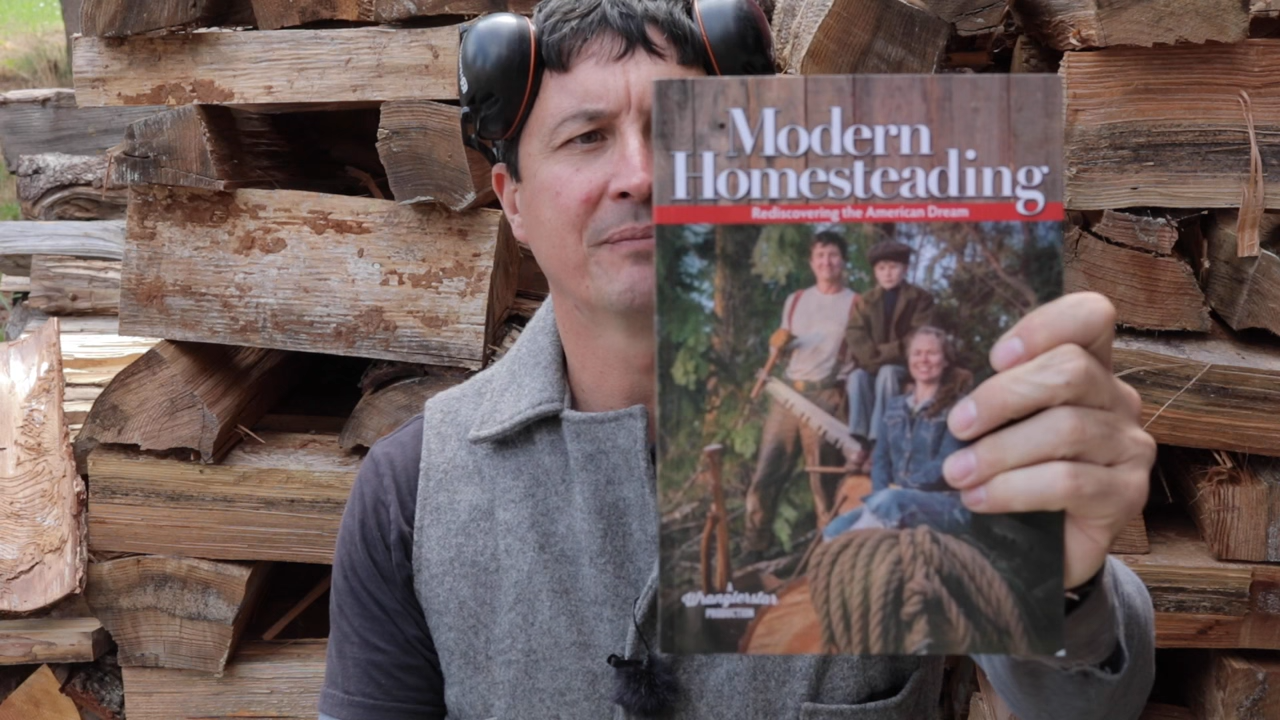 Modern
Homesteading
Rediscovering the American Dream
A
Wranglerstar
PRODUCTION